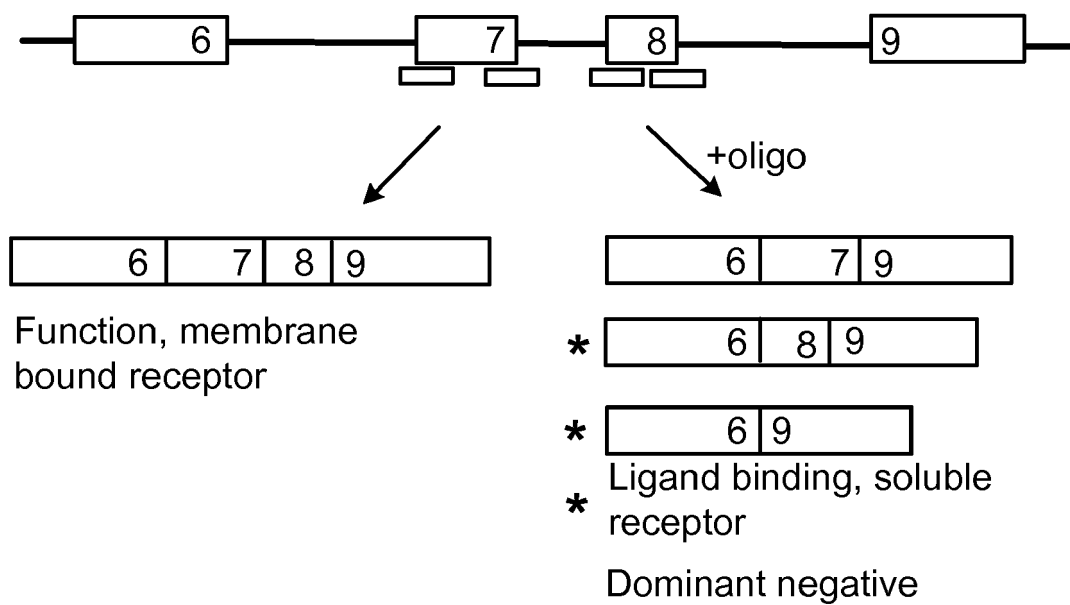 6 7 8 9
+oligo
6 7 8 9
6 7 9
Function, membrane
bound receptor
* 6 8 9
* 6 9
* Ligand binding, soluble
receptor
Dominant negative